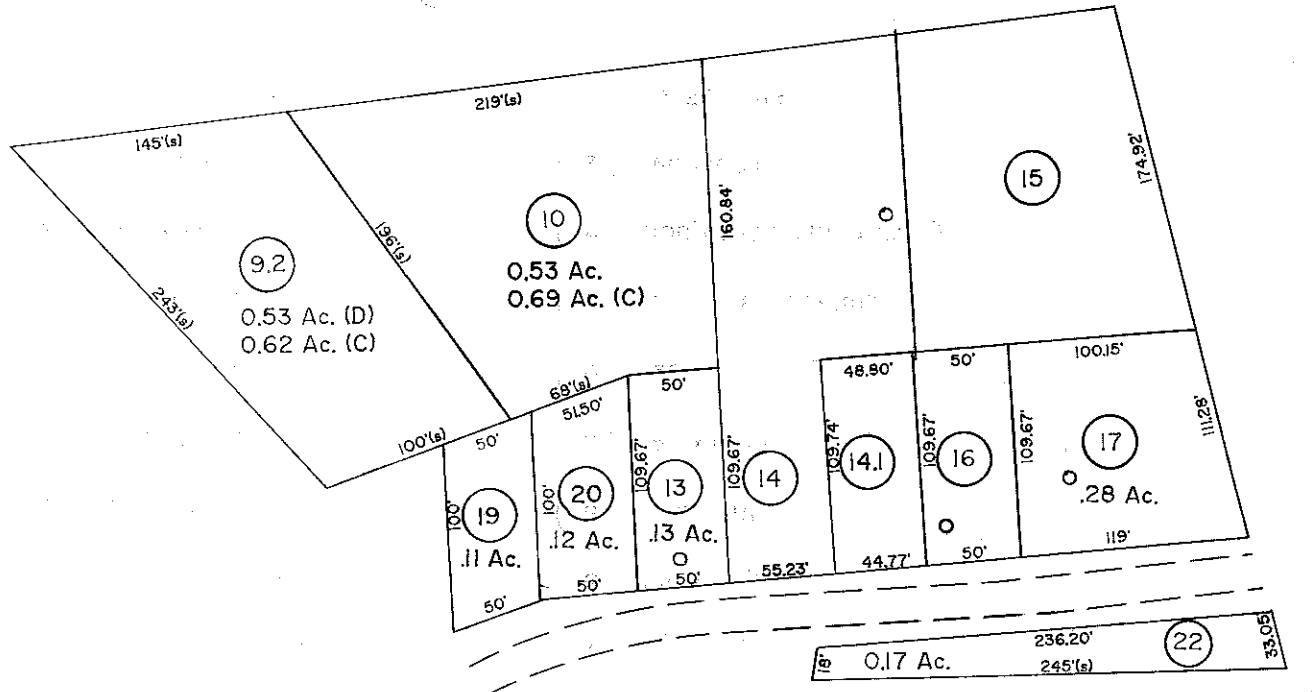 145'(s)
219'(s)
243'(s)
9.2
0.53 Ac. (D)
0.62 Ac. (C)
100'(s)
196'(s)
10
0.53 Ac.
0.69 Ac. (C)
68'(s)
160.84'
15
174.92'
50'
100'
19
.11 Ac.
50'
51.50'
100'
20
.12 Ac.
50'
50'
109.67'
13
.13 Ac.
50'
109.67'
14
55.23'
48.80'
109.74'
14.1
44.77'
50'
109.67'
16
50'
100.15'
109.67'
17
.28 Ac.
111.28'
119'
18'
0.17 Ac.
236.20'
245'(s)
22
33.05'